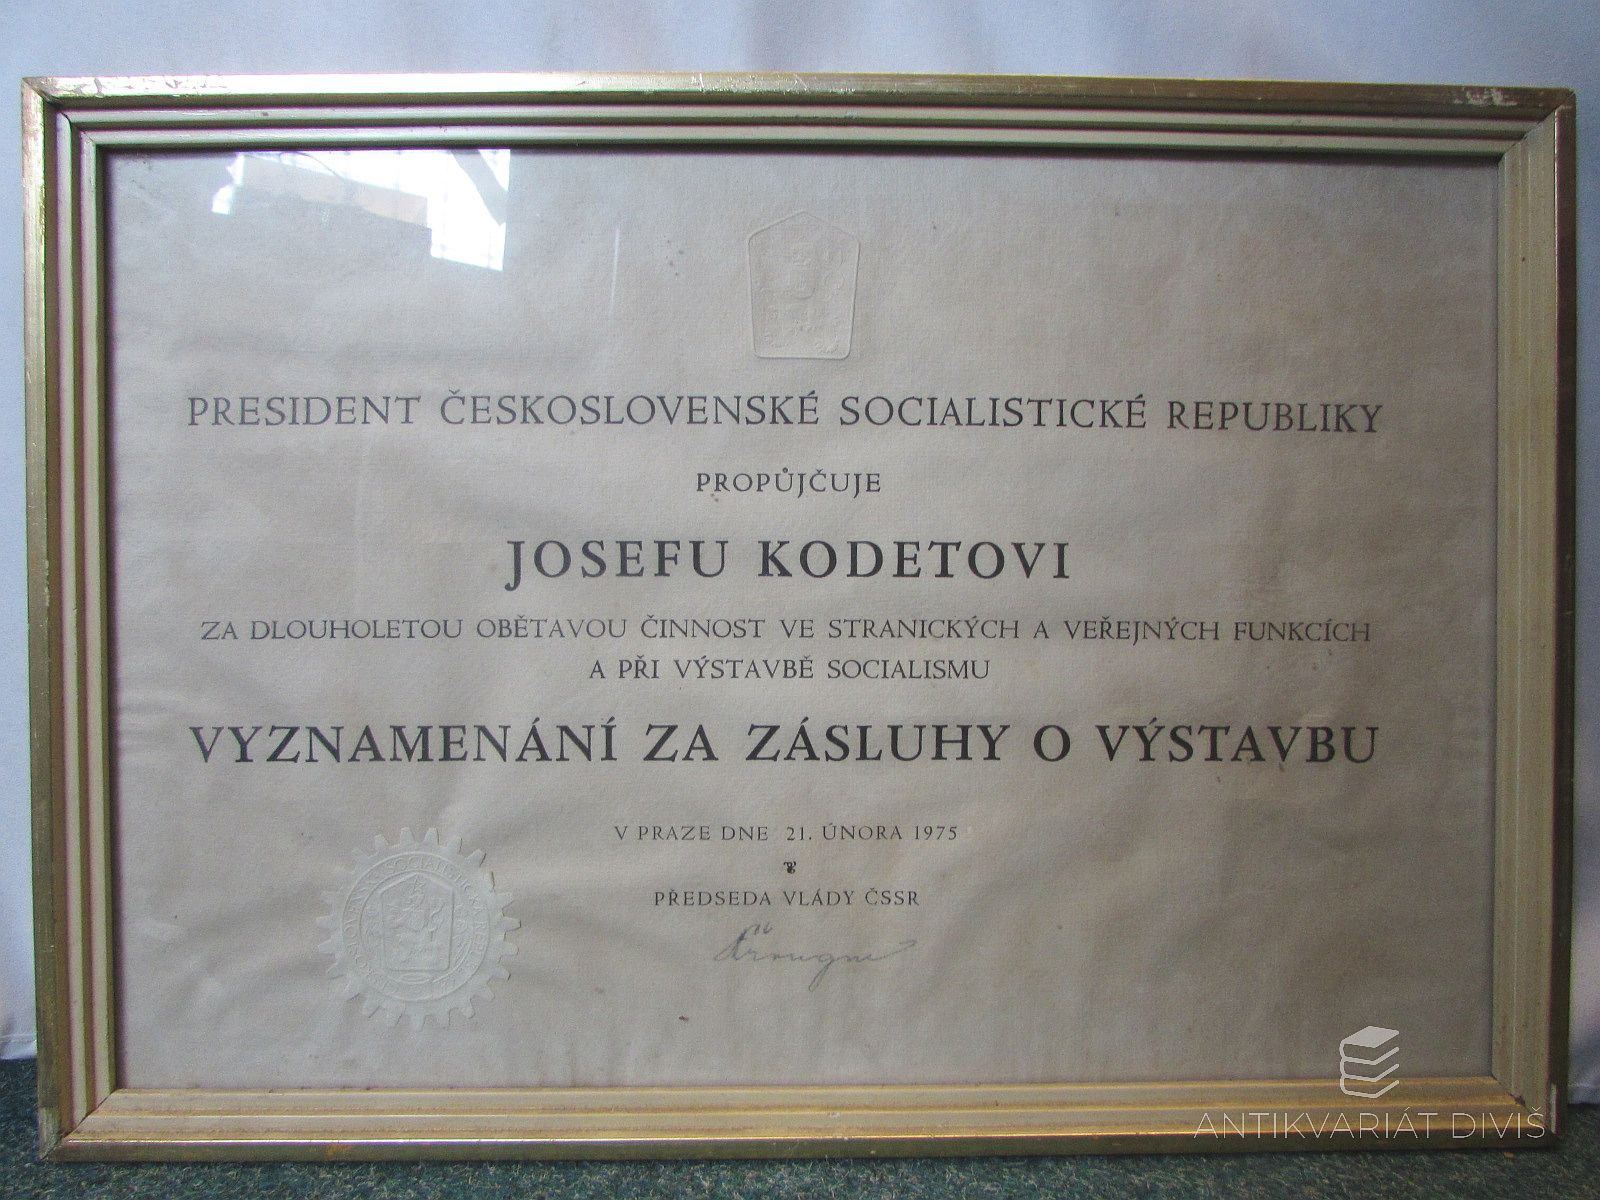 PRESIDENT ČESKOSLOVENSKÉ SOCIALISTICKÉ REPUBLIKY
PROPŮJČUJE
JOSEFU KODETOVI
ZA DLOUHOLETOU OBĚTAVOU ČINNOST VE STRANICKÝCH A VEŘEJNÝCH FUNKCÍCH
A PŘI VÝSTAVBĚ SOCIALISMU
VYZNAMENÁNÍ ZA ZÁSLUHY O VÝSTAVBU
V PRAZE DNE 21. ÚNORA 1975
PŘEDSEDA VLÁDY ČSSR
ANTIKVARIÁT DIVIŠ